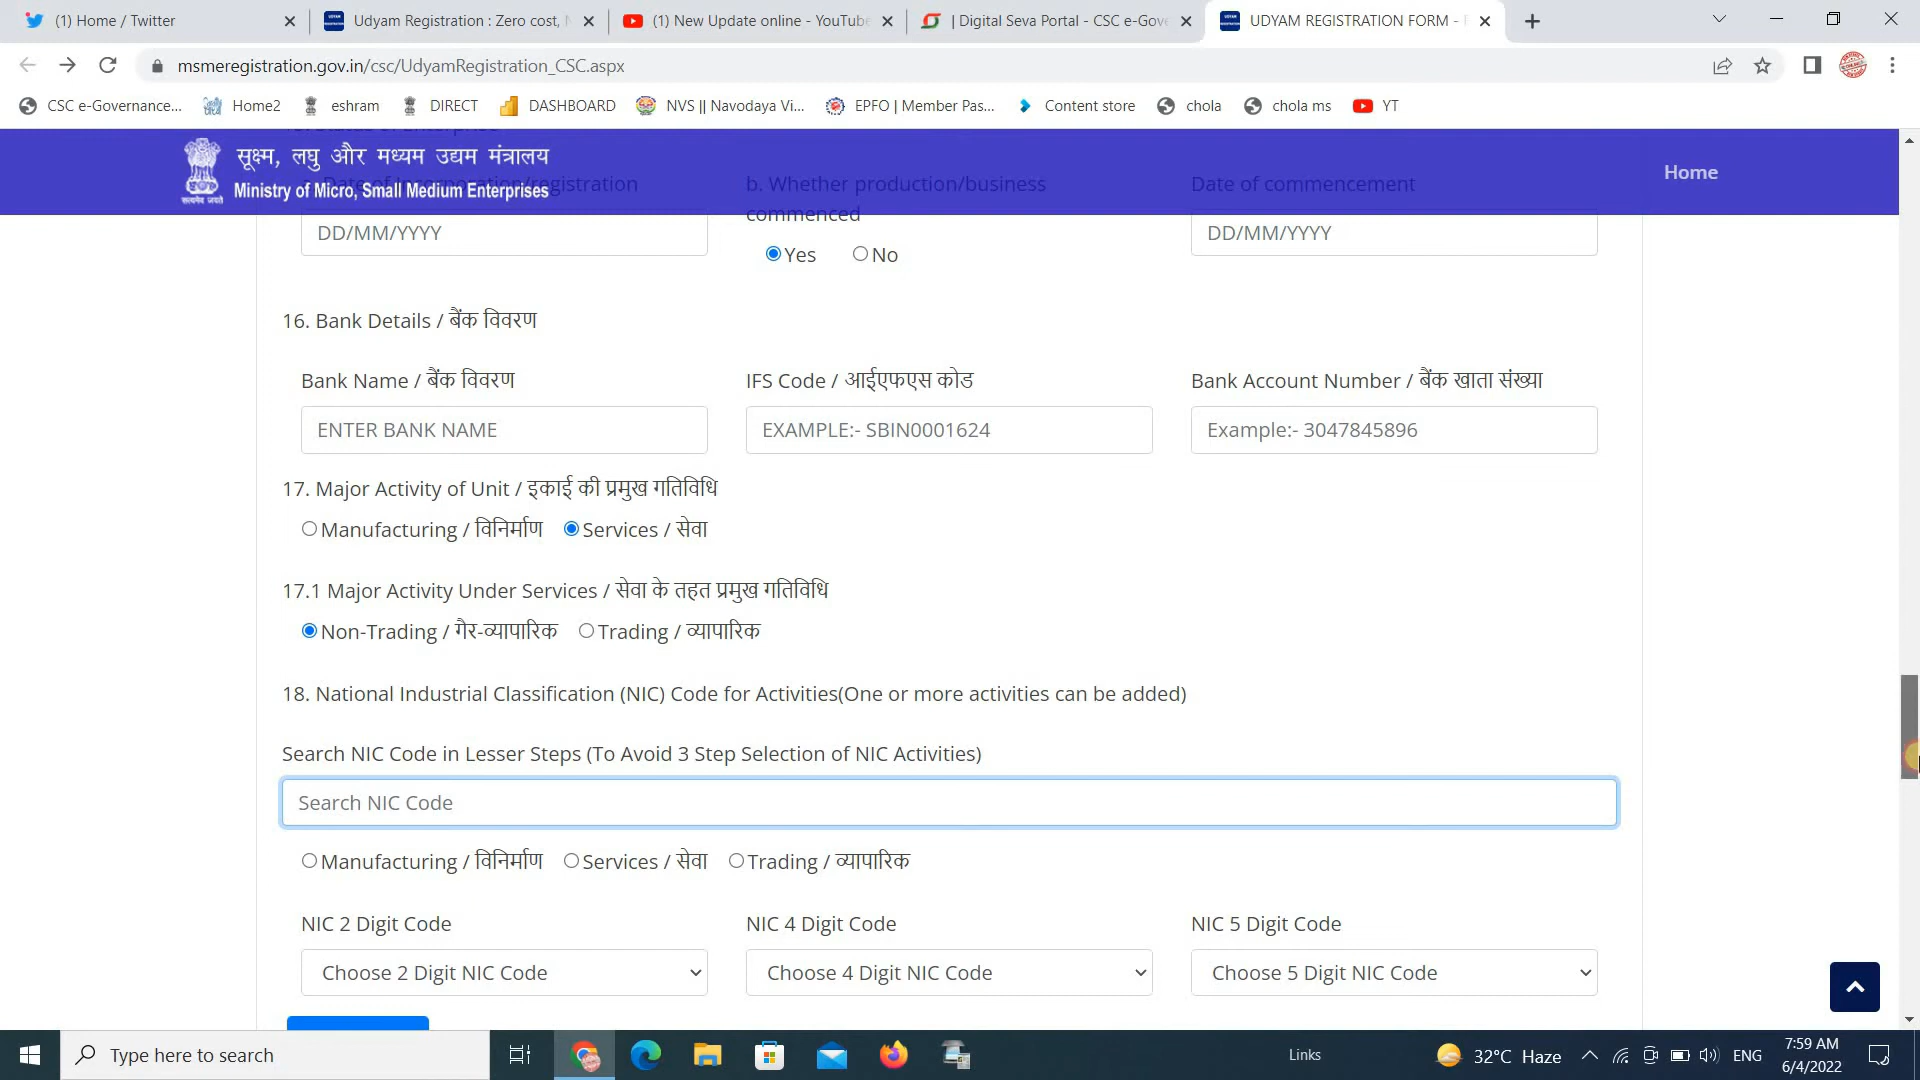 (1) Home / Twitter
Udyam Registration : Zero cost,
(1) New Update online - YouTube
| Digital Seva Portal - CSC e-Gove
UDYAM REGISTRATION FORM -
msmeregistration.gov.in/csc/UdyamRegistration_CSC.aspx
CSC e-Governance... Home2 eshram DIRECT DASHBOARD NVS || Navodaya Vi... EPFO | Member Pas... Content store chola chola ms YT
सूक्ष्म, लघु और मध्यम उद्यम मंत्रालय
Ministry of Micro, Small Medium Enterprises
सत्यमेव जयते
Home
Date of Incorporation/registration b. Whether production/business commenced Date of commencement
DD/MM/YYYY Yes No DD/MM/YYYY
16. Bank Details / बैंक विवरण
Bank Name / बैंक विवरण IFS Code / आईएफएस कोड Bank Account Number / बैंक खाता संख्या
ENTER BANK NAME EXAMPLE:- SBIN0001624 Example:- 3047845896
17. Major Activity of Unit / इकाई की प्रमुख गतिविधि
Manufacturing / विनिर्माण Services / सेवा
17.1 Major Activity Under Services / सेवा के तहत प्रमुख गतिविधि
Non-Trading / गैर-व्यापारिक Trading / व्यापारिक
18. National Industrial Classification (NIC) Code for Activities(One or more activities can be added)
Search NIC Code in Lesser Steps (To Avoid 3 Step Selection of NIC Activities)
Search NIC Code
Manufacturing / विनिर्माण Services / सेवा Trading / व्यापारिक
NIC 2 Digit Code NIC 4 Digit Code NIC 5 Digit Code
Choose 2 Digit NIC Code Choose 4 Digit NIC Code Choose 5 Digit NIC Code
Type here to search
Links
32°C Haze
ENG
7:59 AM
6/4/2022